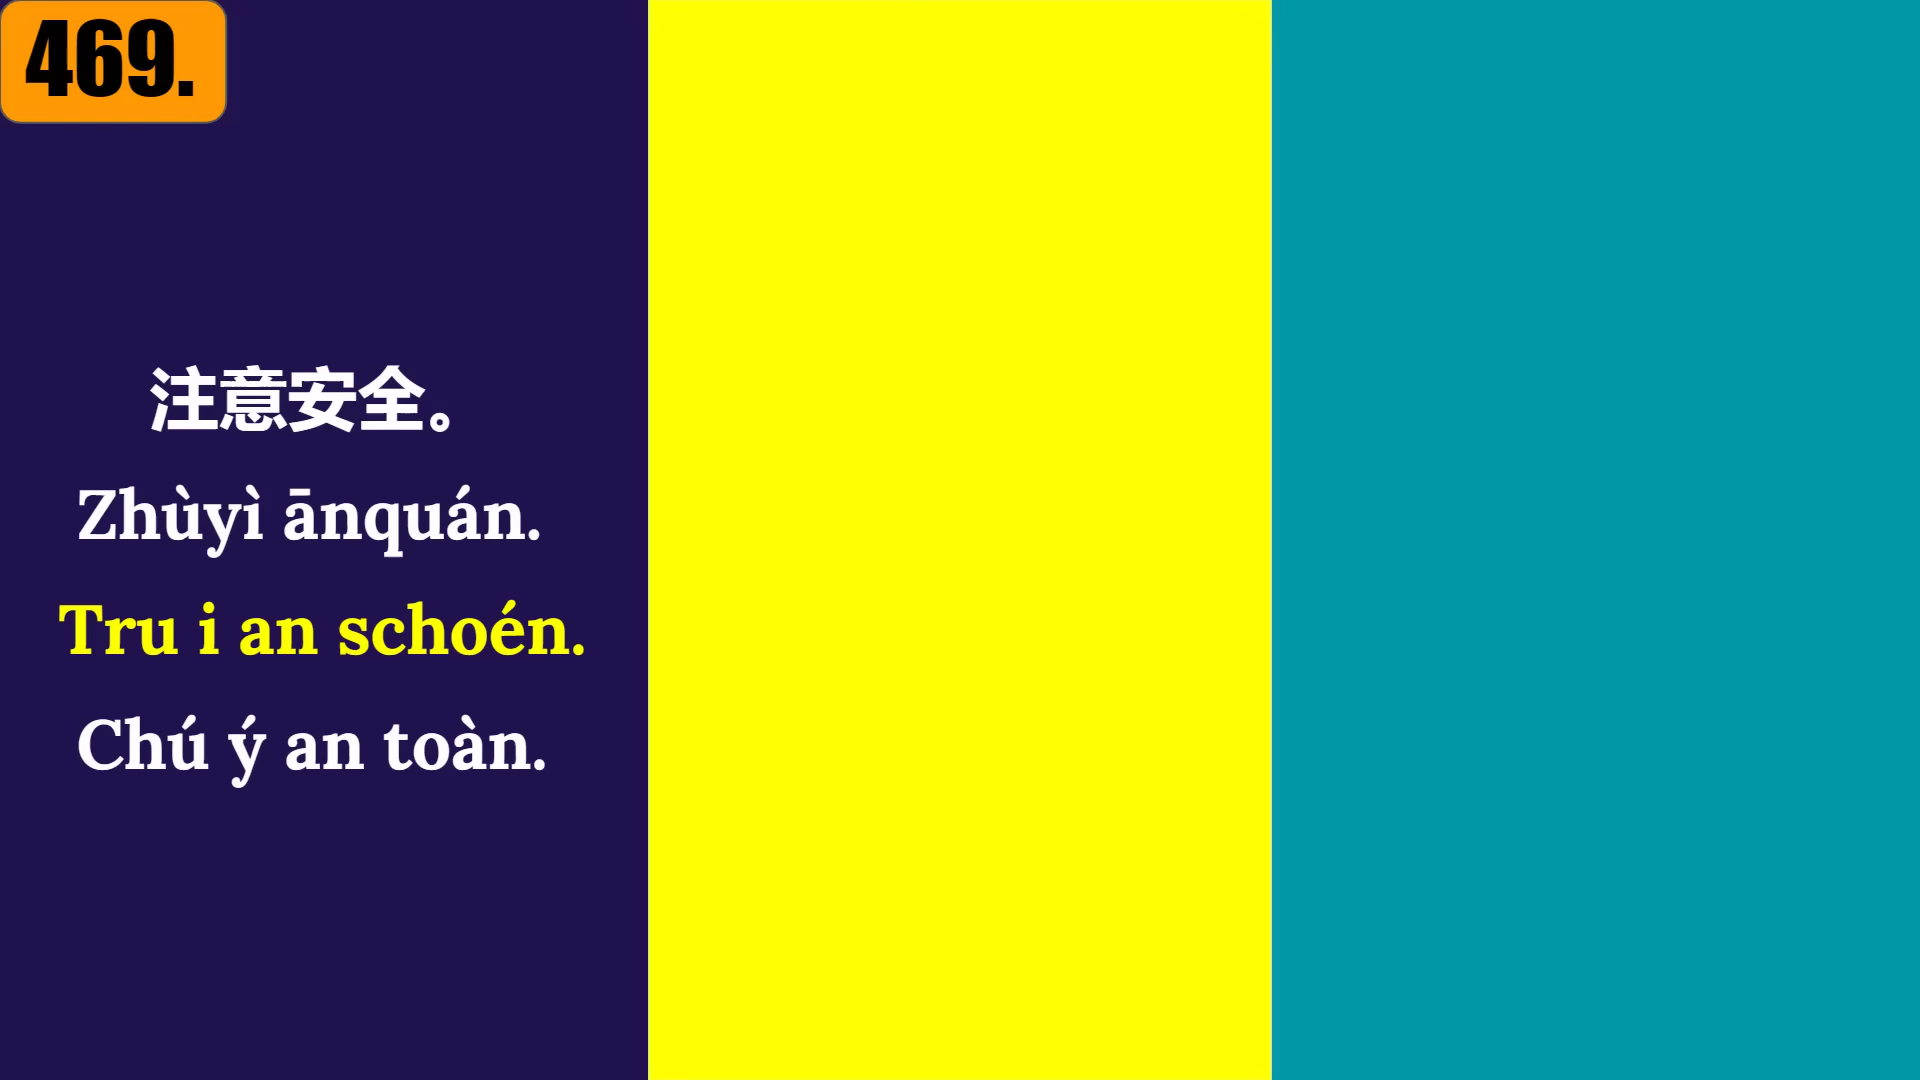 469.
注意安全。
Zhùyì ānquán.
Tru i an schoén.
Chú ý an toàn.